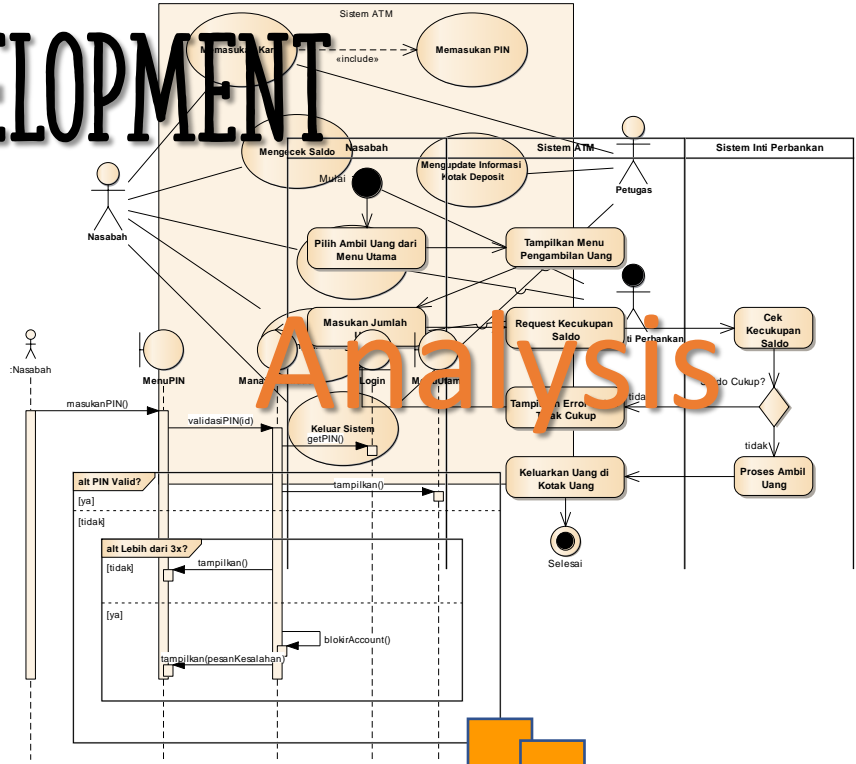 Sistem ATM
ELOPMENT
Memasukan PIN
«include»
Mengecek Saldo
Mengupdate Informasi
Kotak Deposit
Nasabah
Petugas
Nasabah
Sistem ATM
Sistem Inti Perbankan
Mulai
Pilih Ambil Uang dari
Menu Utama
Tampilkan Menu
Pengambilan Uang
Masukan Jumlah
Request Kecukupan
Saldo
Cek
Kecukupan
Saldo
ti Perbankan
Analysis
:Nasabah
MenuPIN
Login
masukanPIN()
validasiPIN(id)
getPIN()
Keluar Sistem
Cukup
tidak
Keluarkan Uang di
Kotak Uang
Proses Ambil
Uang
Selesai
alt PIN Valid?
[ya]
tampilkan()
[tidak]
alt Lebih dari 3x?
[tidak]
tampilkan()
[ya]
blokirAccount()
tampilkan(pesanKesalahan)